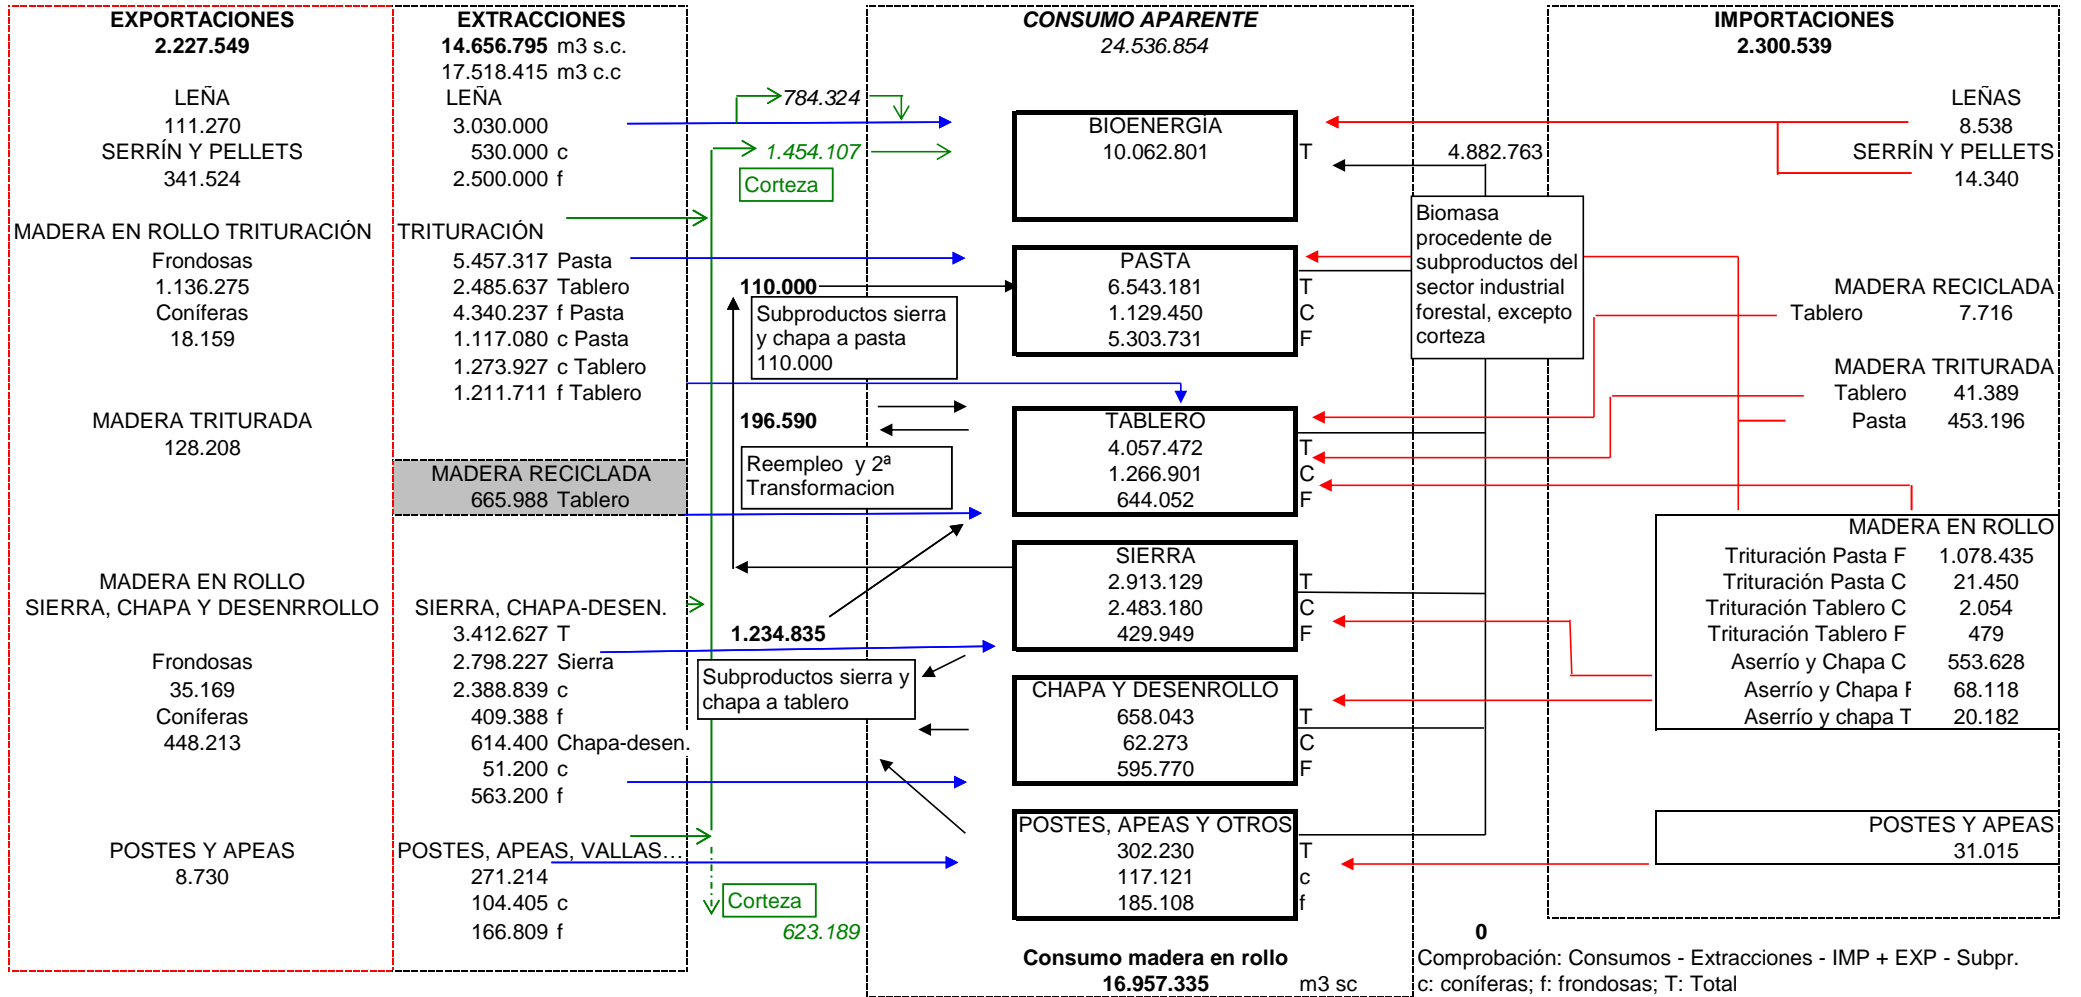 EXPORTACIONES
2.227.549
LEÑA
111.270
SERRÍN Y PELLETS
341.524
MADERA EN ROLLO TRITURACIÓN
Frondosas
1.136.275
Coníferas
18.159
MADERA TRITURADA
128.208
MADERA EN ROLLO
SIERRA, CHAPA Y DESENRROLLO
Frondosas
35.169
Coníferas
448.213
POSTES Y APEAS
8.730
EXTRACCIONES
14.656.795 m3 s.c.
17.518.415 m3 c.c
LEÑA
3.030.000
530.000 c
2.500.000 f
TRITURACIÓN
5.457.317 Pasta
2.485.637 Tablero
4.340.237 f Pasta
1.117.080 c Pasta
1.273.927 c Tablero
1.211.711 f Tablero
MADERA RECICLADA
665.988 Tablero
SIERRA, CHAPA-DESEN.
3.412.627 T
2.798.227 Sierra
2.388.839 c
409.388 f
614.400 Chapa-desen.
51.200 c
563.200 f
POSTES, APEAS, VALLAS…
271.214
104.405 c
166.809 f
784.324
1.454.107
Corteza
110.000
Subproductos sierra
y chapa a pasta
110.000
196.590
Reempleo y 2ª
Transformacion
1.234.835
Subproductos sierra y
chapa a tablero
Corteza
623.189
CONSUMO APARENTE
24.536.854
BIOENERGÍA
10.062.801 T
PASTA
6.543.181 T
1.129.450 C
5.303.731 F
TABLERO
4.057.472 T
1.266.901 C
644.052 F
SIERRA
2.913.129 T
2.483.180 C
429.949 F
CHAPA Y DESENROLLO
658.043 T
62.273 C
595.770 F
POSTES, APEAS Y OTROS
302.230 T
117.121 c
185.108 f
Consumo madera en rollo
16.957.335 m3 sc
4.882.763
Biomasa
procedente de
subproductos del
sector industrial
forestal, excepto
corteza
IMPORTACIONES
2.300.539
LEÑAS
8.538
SERRÍN Y PELLETS
14.340
MADERA RECICLADA
Tablero 7.716
MADERA TRITURADA
Tablero 41.389
Pasta 453.196
MADERA EN ROLLO
Trituración Pasta F 1.078.435
Trituración Pasta C 21.450
Trituración Tablero C 2.054
Trituración Tablero F 479
Aserrío y Chapa C 553.628
Aserrío y Chapa F 68.118
Aserrío y chapa T 20.182
POSTES Y APEAS
31.015
0
Comprobación: Consumos - Extracciones - IMP + EXP - Subpr.
c: coníferas; f: frondosas; T: Total